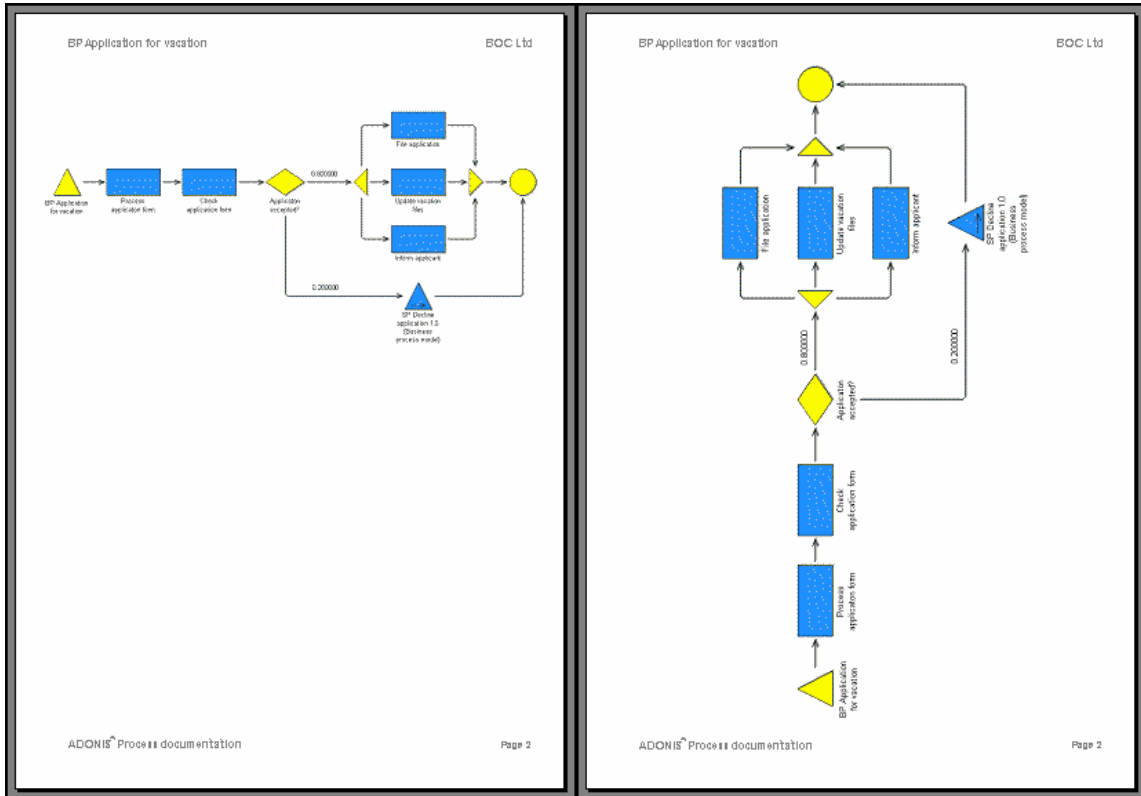 BP Application for vacation
BOC Ltd
File application
0.800000
BP Application
for vacation
Process
application form
Check
application form
Application
accepted?
Update vacation
files
Inform applicant
0.200000
SP Decline
application 1.0
(Business
process model)
ADONIS^ Process documentation
Page 2
BP Application for vacation
BOC Ltd
File application
Update vacation
files
Inform applicant
SP Decline
application 1.0
(Business
process model)
0.800000
0.200000
Application
accepted?
Check
application form
Process
application form
BP Application
for vacation
ADONIS^ Process documentation
Page 2